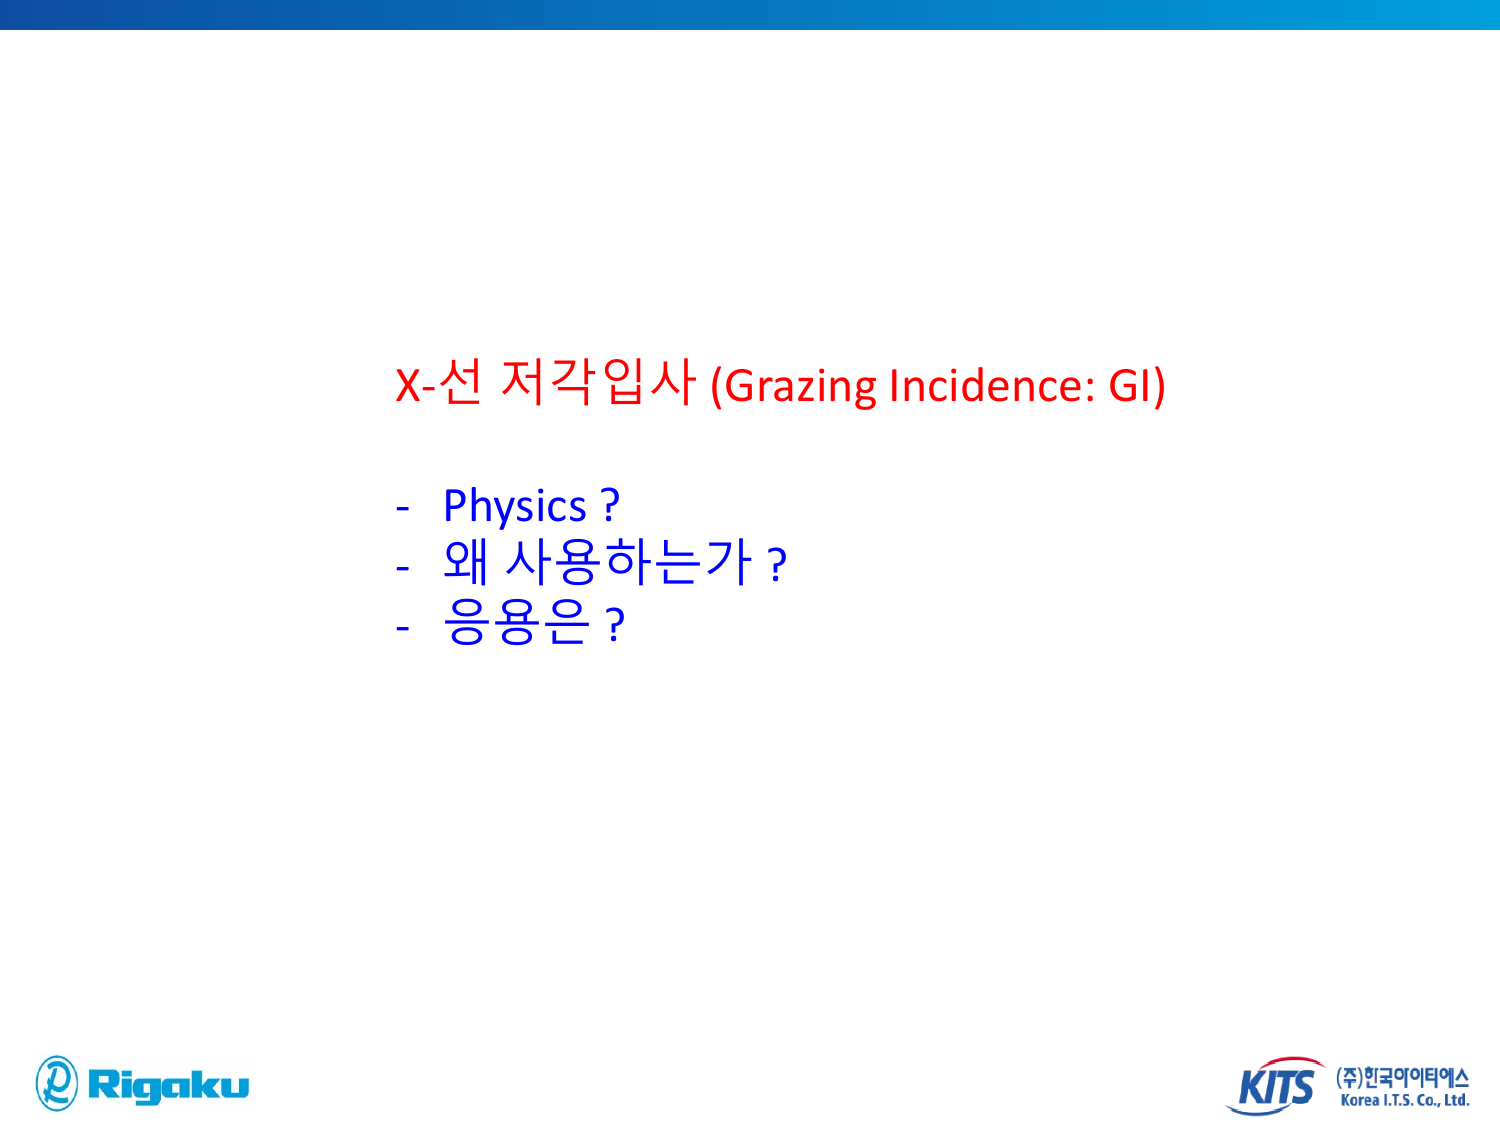 X-선 저각입사 (Grazing Incidence: GI)
- Physics ?
- 왜 사용하는가 ?
- 응용은 ?
Rigaku
KITS (주)한국아이티에스
Korea I.T.S. Co., Ltd.